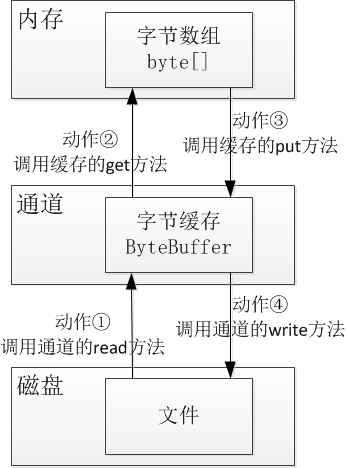 内存
字节数组
byte[]
动作②
调用缓存的get方法
动作③
调用缓存的put方法
通道
字节缓存
ByteBuffer
动作①
调用通道的read方法
动作④
调用通道的write方法
磁盘
文件